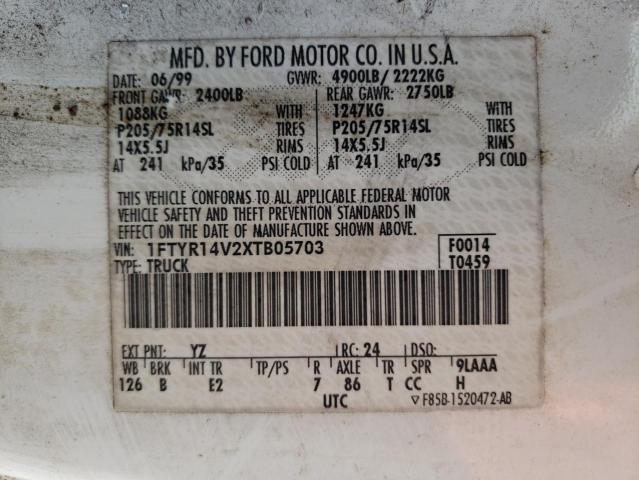 MFD. BY FORD MOTOR CO. IN U.S.A.
DATE: 06/99 GVWR: 4900LB/ 2222KG
FRONT GAWR: 2400LB REAR GAWR: 2750LB
1088KG WITH 1247KG WITH
P205/75R14SL TIRES P205/75R14SL TIRES
14X5.5J RIMS 14X5.5J RIMS
AT 241 kPa/35 PSI COLD AT 241 kPa/35 PSI COLD
THIS VEHICLE CONFORMS TO ALL APPLICABLE FEDERAL MOTOR
VEHICLE SAFETY AND THEFT PREVENTION STANDARDS IN
EFFECT ON THE DATE OF MANUFACTURE SHOWN ABOVE.
VIN: 1FTYR14V2XTB05703 F0014
TYPE: TRUCK T0459
EXT PNT: YZ RC: 24 DSO:
WB BRK INT TR TP/PS R AXLE TR SPR 9LAAA
126 B E2 7 86 T CC H
UTC ▽F85B-1520472-AB